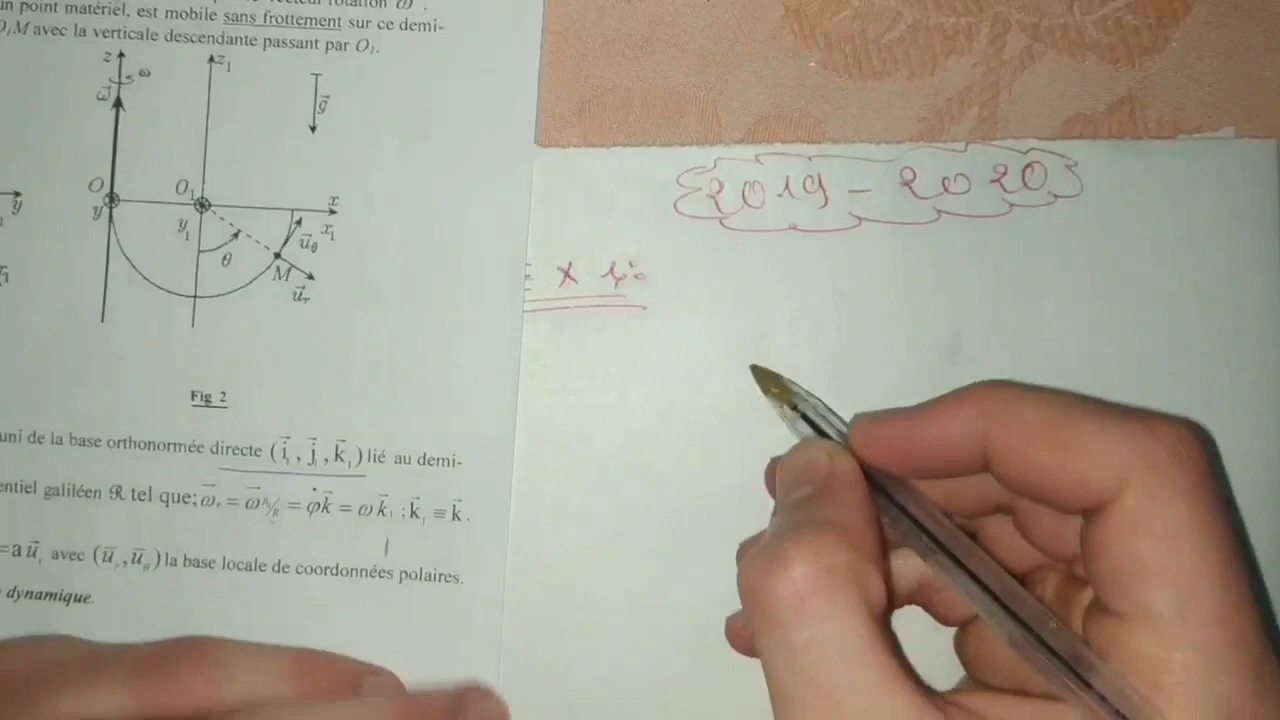 un point matériel, est mobile sans frottement sur ce demi-
O₁M avec la verticale descendante passant par O₁.
z ω z₁
ω⃗ g⃗
O O₁ x
y y₁ x₁
y θ u⃗θ
M
u⃗r
Fig 2
uni de la base orthonormée directe (i⃗₁, j⃗₁, k⃗₁) lié au demi-
entiel galiléen ℛ tel que; ω⃗ₑ = ω⃗ ℛ₁/ℛ = φ̇k⃗ = ω k⃗₁ ; k⃗₁ ≡ k⃗.
= a u⃗r avec (u⃗r, u⃗θ) la base locale de coordonnées polaires.
dynamique.
2019 - 2020